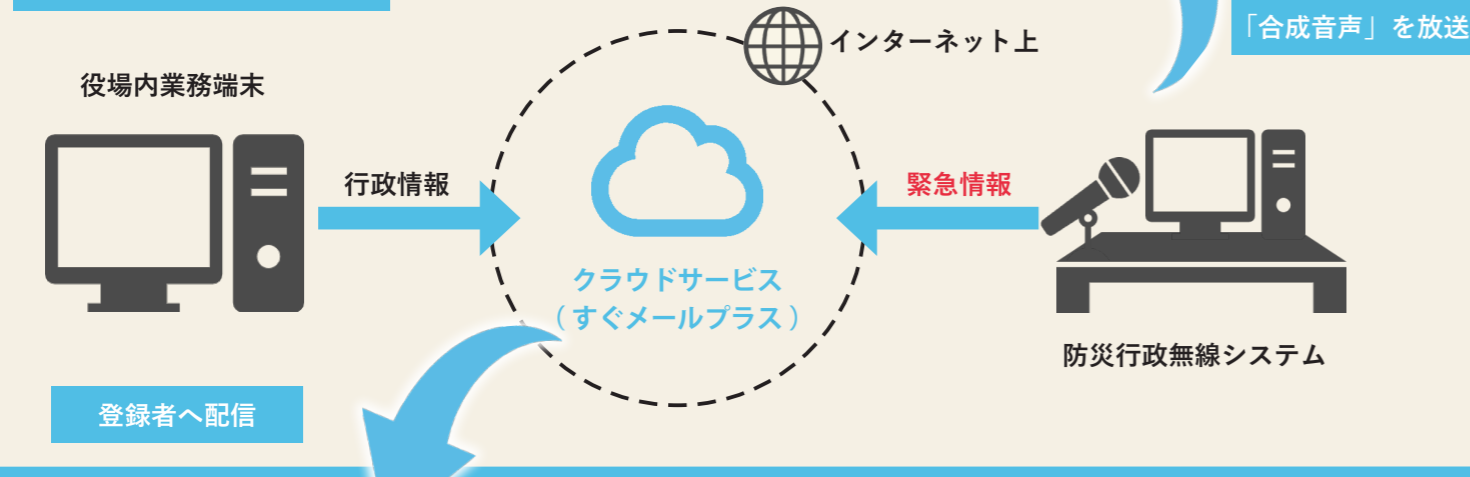 「合成音声」を放送
インターネット上
役場内業務端末
行政情報
緊急情報
クラウドサービス
（すぐメールプラス）
防災行政無線システム
登録者へ配信